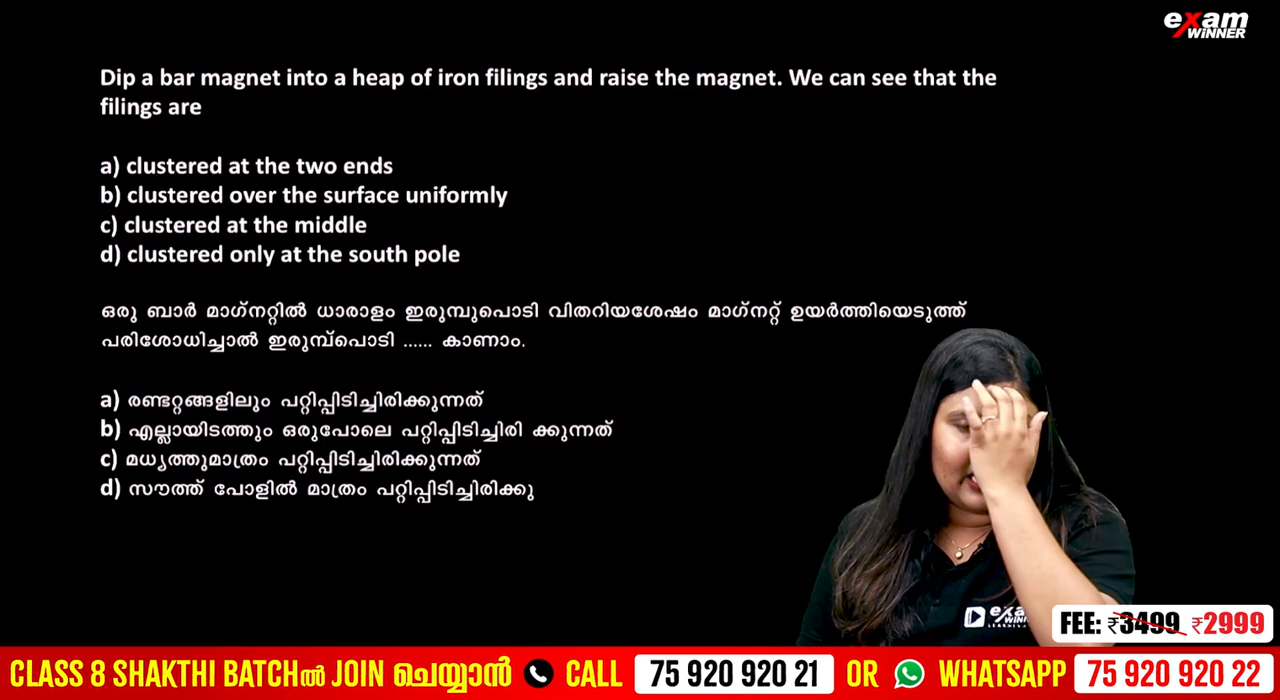 exam
WiNNER
Dip a bar magnet into a heap of iron filings and raise the magnet. We can see that the
filings are
a) clustered at the two ends
b) clustered over the surface uniformly
c) clustered at the middle
d) clustered only at the south pole
ഒരു ബാർ മാഗ്നറ്റിൽ ധാരാളം ഇരുമ്പുപൊടി വിതറിയശേഷം മാഗ്നറ്റ് ഉയർത്തിയെടുത്ത്
പരിശോധിച്ചാൽ ഇരുമ്പ്പൊടി ...... കാണാം.
a) രണ്ടറ്റങ്ങളിലും പറ്റിപ്പിടിച്ചിരിക്കുന്നത്
b) എല്ലായിടത്തും ഒരുപോലെ പറ്റിപ്പിടിച്ചിരി ക്കുന്നത്
c) മധ്യത്തുമാത്രം പറ്റിപ്പിടിച്ചിരിക്കുന്നത്
d) സൗത്ത് പോളിൽ മാത്രം പറ്റിപ്പിടിച്ചിരിക്കു
FEE: ₹3499 ₹2999
CLASS 8 SHAKTHI BATCHൽ JOIN ചെയ്യാൻ CALL 75 920 920 21 OR WHATSAPP 75 920 920 22